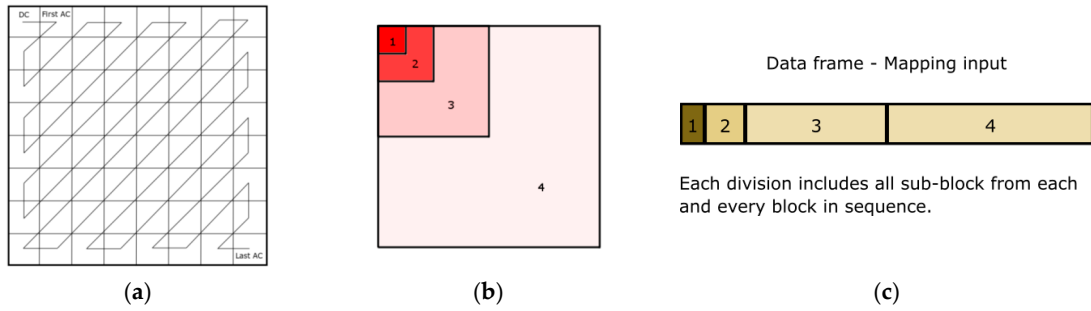 DC First AC
Last AC
(a)
1
2
3
4
(b)
Data frame - Mapping input
1 2 3 4
Each division includes all sub-block from each
and every block in sequence.
(c)